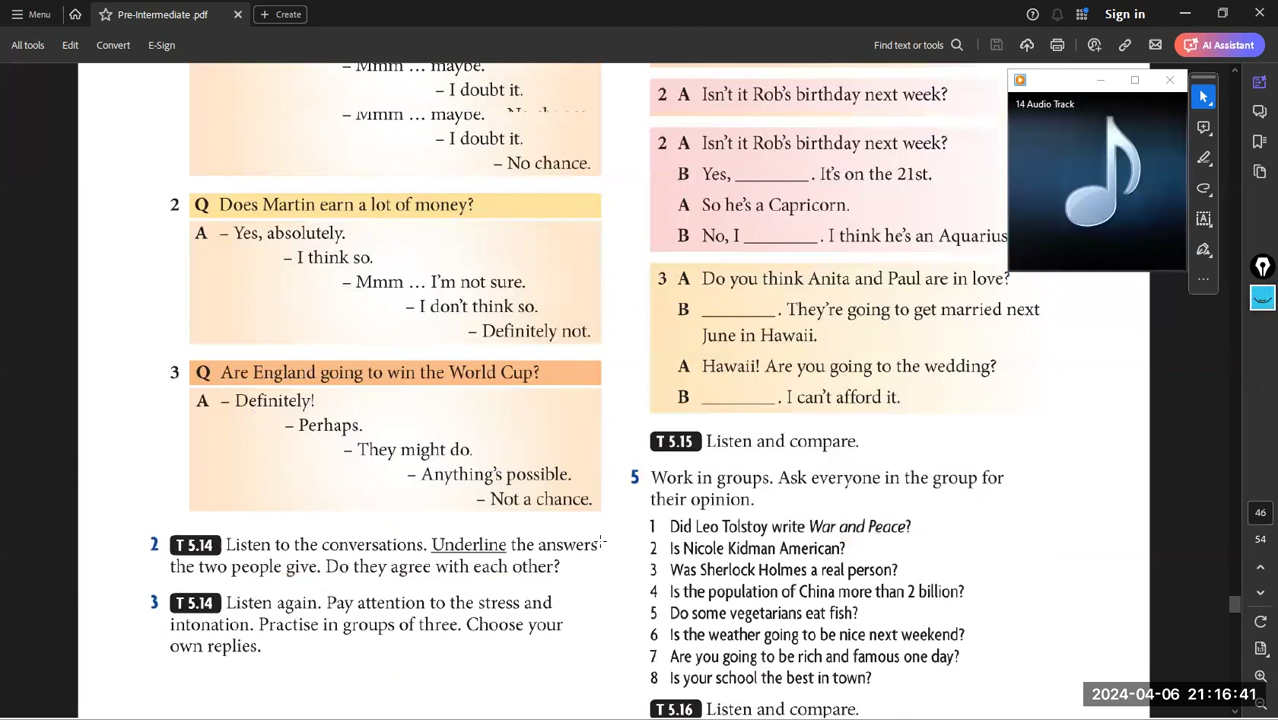 Menu
Pre-Intermediate .pdf
Create
Sign in
All tools
Edit
Convert
E-Sign
Find text or tools
AI Assistant
– Mmm … maybe.
– I doubt it.
– Mmm … maybe.
– I doubt it.
– No chance.
2 Q Does Martin earn a lot of money?
A – Yes, absolutely.
– I think so.
– Mmm … I'm not sure.
– I don't think so.
– Definitely not.
3 Q Are England going to win the World Cup?
A – Definitely!
– Perhaps.
– They might do.
– Anything's possible.
– Not a chance.
2 T 5.14 Listen to the conversations. Underline the answers
the two people give. Do they agree with each other?
3 T 5.14 Listen again. Pay attention to the stress and
intonation. Practise in groups of three. Choose your
own replies.
2 A Isn't it Rob's birthday next week?
2 A Isn't it Rob's birthday next week?
B Yes, ________ . It's on the 21st.
A So he's a Capricorn.
B No, I ________ . I think he's an Aquarius
3 A Do you think Anita and Paul are in love?
B ________ . They're going to get married next
June in Hawaii.
A Hawaii! Are you going to the wedding?
B ________ . I can't afford it.
T 5.15 Listen and compare.
5 Work in groups. Ask everyone in the group for
their opinion.
1 Did Leo Tolstoy write War and Peace?
2 Is Nicole Kidman American?
3 Was Sherlock Holmes a real person?
4 Is the population of China more than 2 billion?
5 Do some vegetarians eat fish?
6 Is the weather going to be nice next weekend?
7 Are you going to be rich and famous one day?
8 Is your school the best in town?
T 5.16 Listen and compare.
14 Audio Track
46
54
2024-04-06 21:16:41